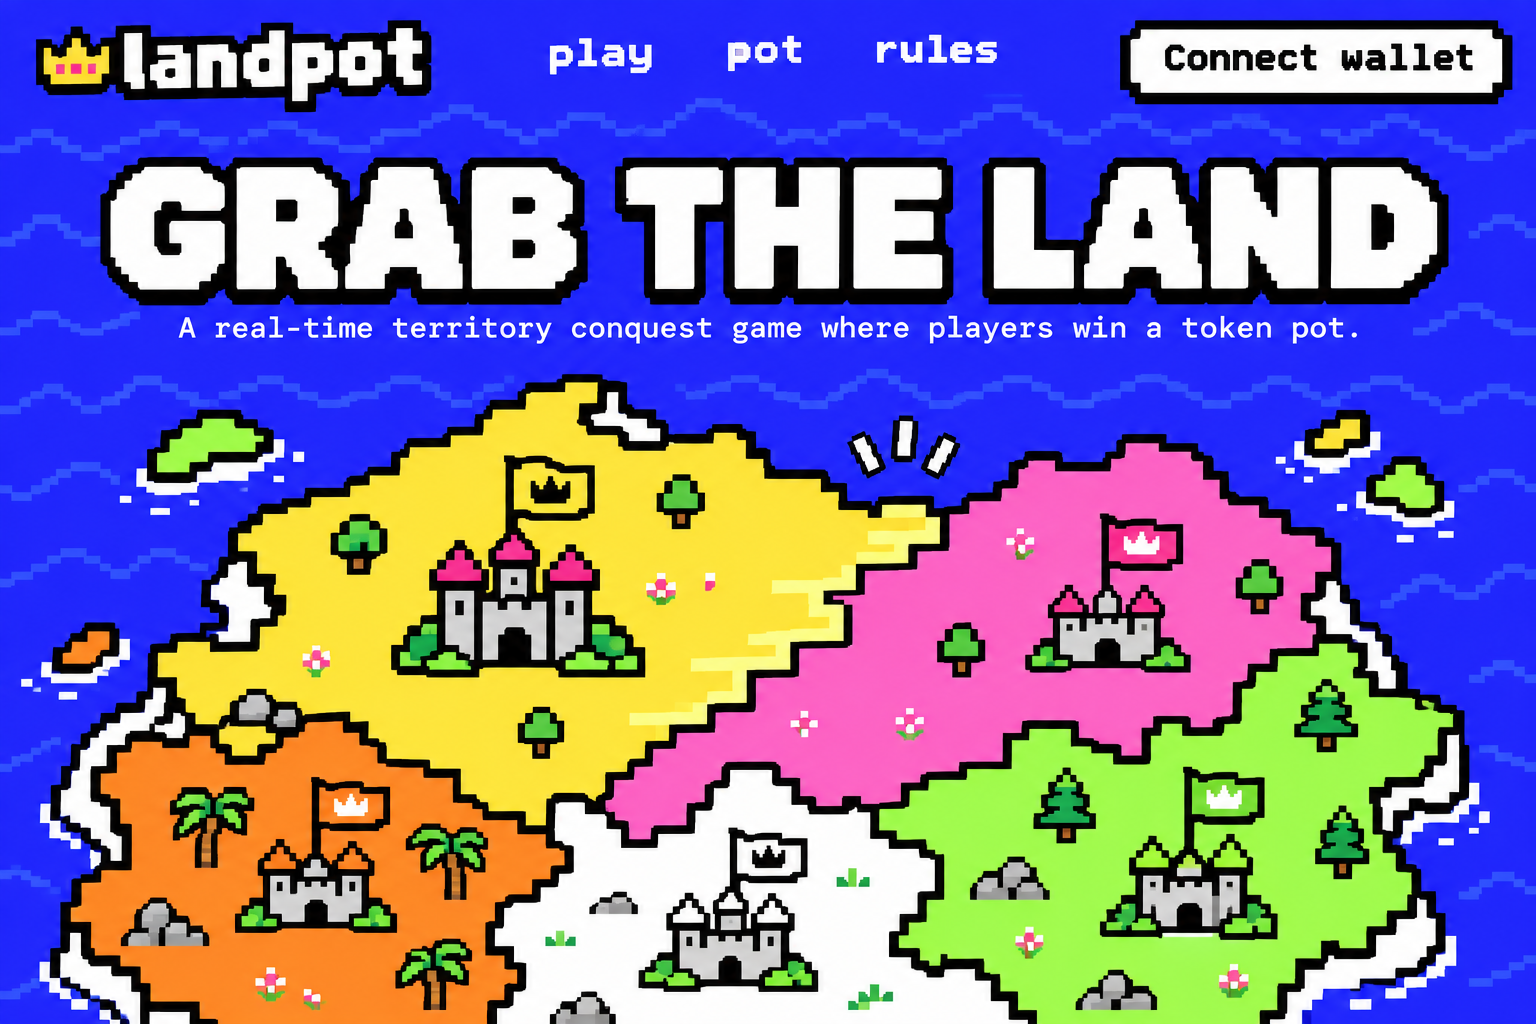 landpot
play
pot
rules
Connect wallet
GRAB THE LAND
A real-time territory conquest game where players win a token pot.